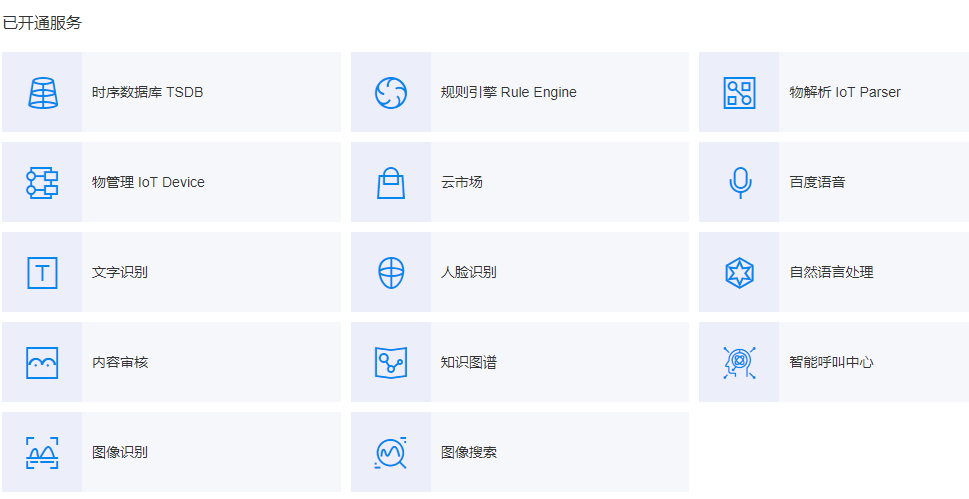 已开通服务
时序数据库 TSDB
规则引擎 Rule Engine
物解析 IoT Parser
物管理 IoT Device
云市场
百度语音
文字识别
人脸识别
自然语言处理
内容审核
知识图谱
智能呼叫中心
图像识别
图像搜索